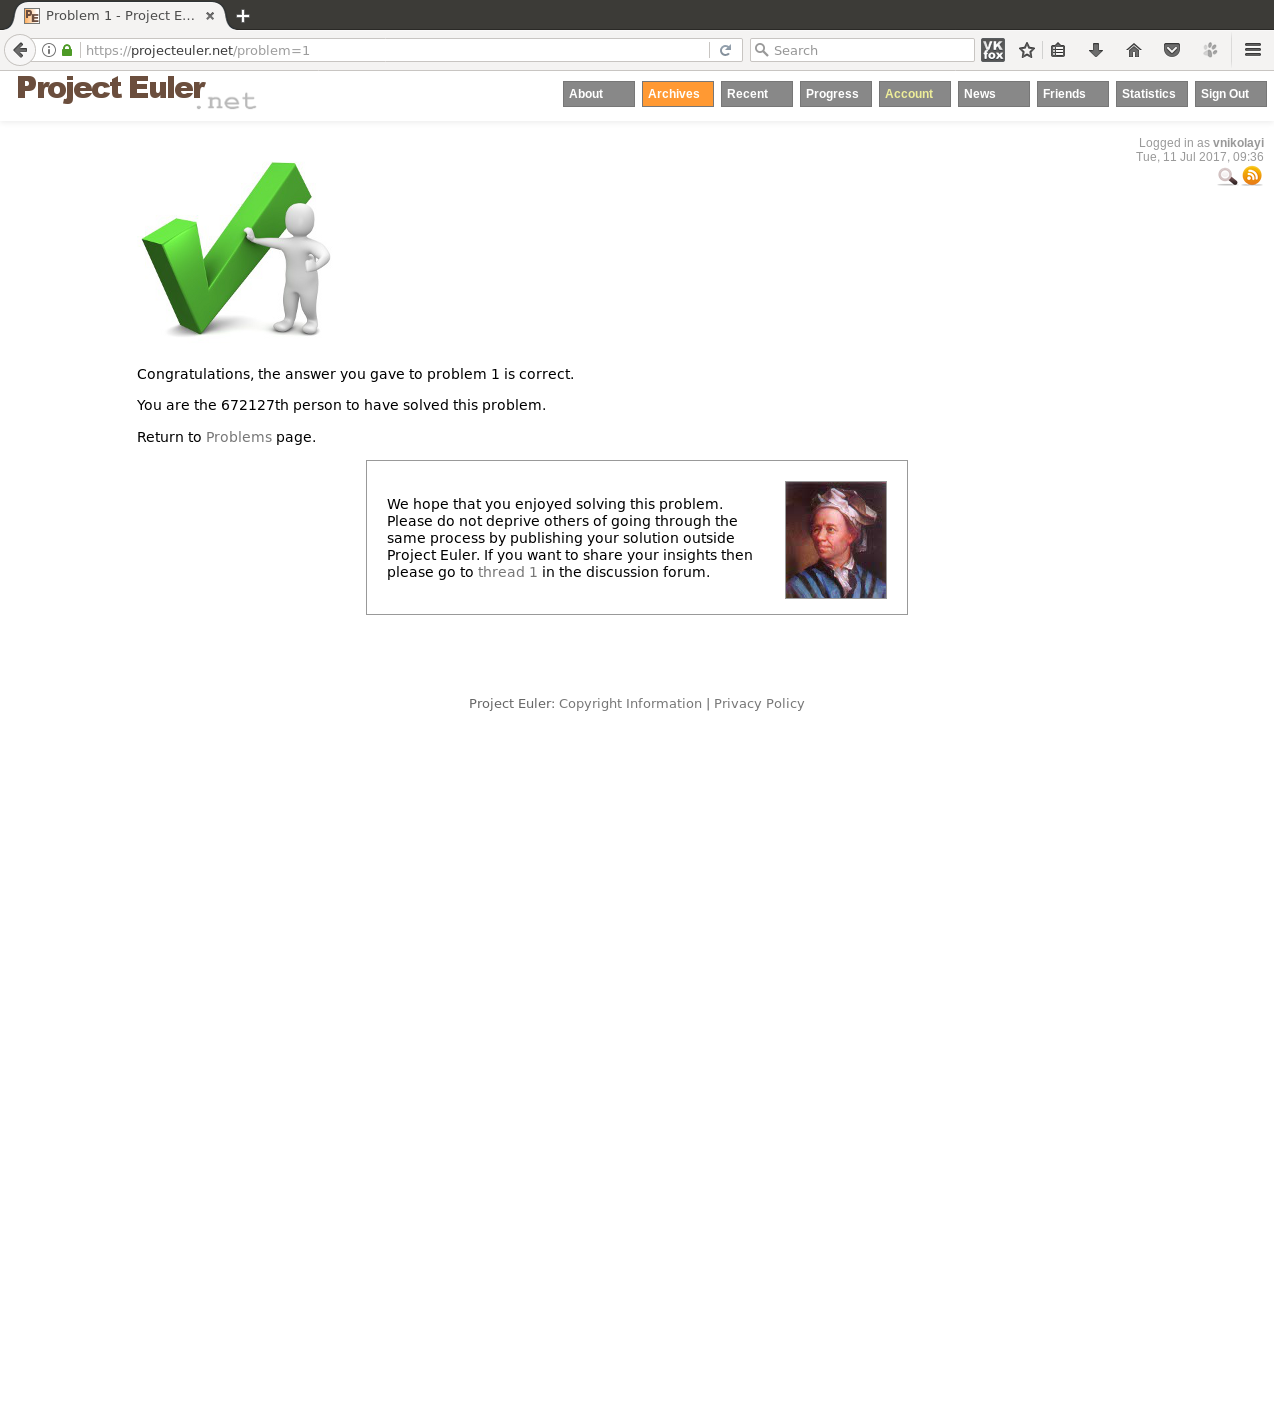 Problem 1 - Project E...
https://projecteuler.net/problem=1
Search
VK
fox
Project Euler
.net
About
Archives
Recent
Progress
Account
News
Friends
Statistics
Sign Out
Logged in as vnikolayi
Tue, 11 Jul 2017, 09:36
Congratulations, the answer you gave to problem 1 is correct.
You are the 672127th person to have solved this problem.
Return to Problems page.
We hope that you enjoyed solving this problem.
Please do not deprive others of going through the
same process by publishing your solution outside
Project Euler. If you want to share your insights then
please go to thread 1 in the discussion forum.
Project Euler: Copyright Information | Privacy Policy